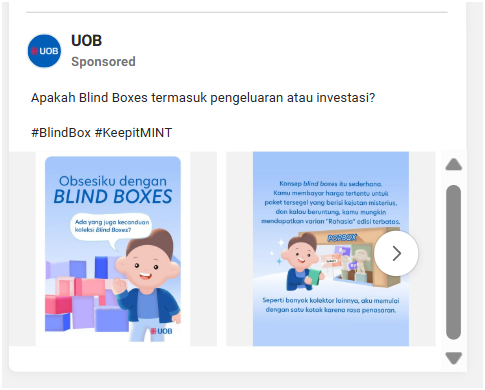 UOB
UOB
Sponsored
Apakah Blind Boxes termasuk pengeluaran atau investasi?
#BlindBox #KeepitMINT
Obsesiku dengan
BLIND BOXES
Ada yang juga kecanduan
koleksi Blind Boxes?
UOB
Konsep blind boxes itu sederhana.
Kamu membayar harga tertentu untuk
paket tersegel yang berisi kejutan misterius,
dan kalau beruntung, kamu mungkin
mendapatkan varian "Rahasia" edisi terbatas.
POPBOX
Seperti banyak kolektor lainnya, aku memulai
dengan satu kotak karena rasa penasaran.